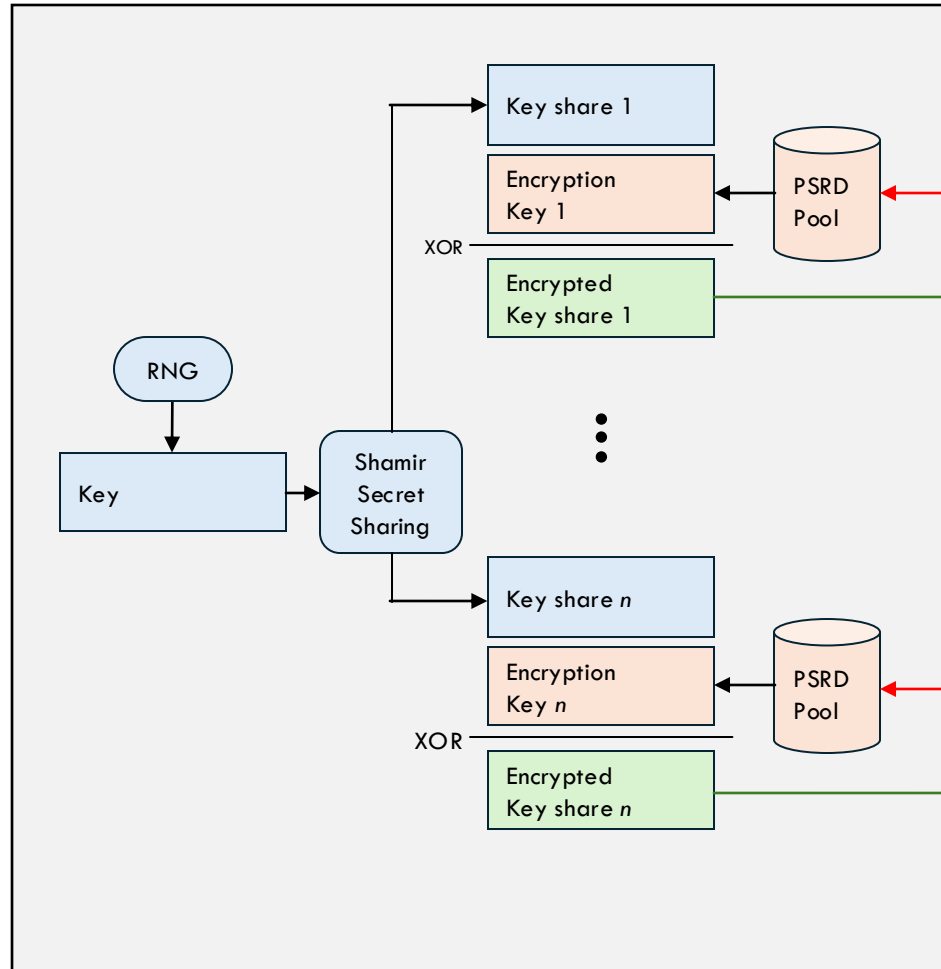 Key share 1
Encryption
Key 1
PSRD
Pool
XOR
Encrypted
Key share 1
RNG
Key
Shamir
Secret
Sharing
Key share n
Encryption
Key n
PSRD
Pool
XOR
Encrypted
Key share n